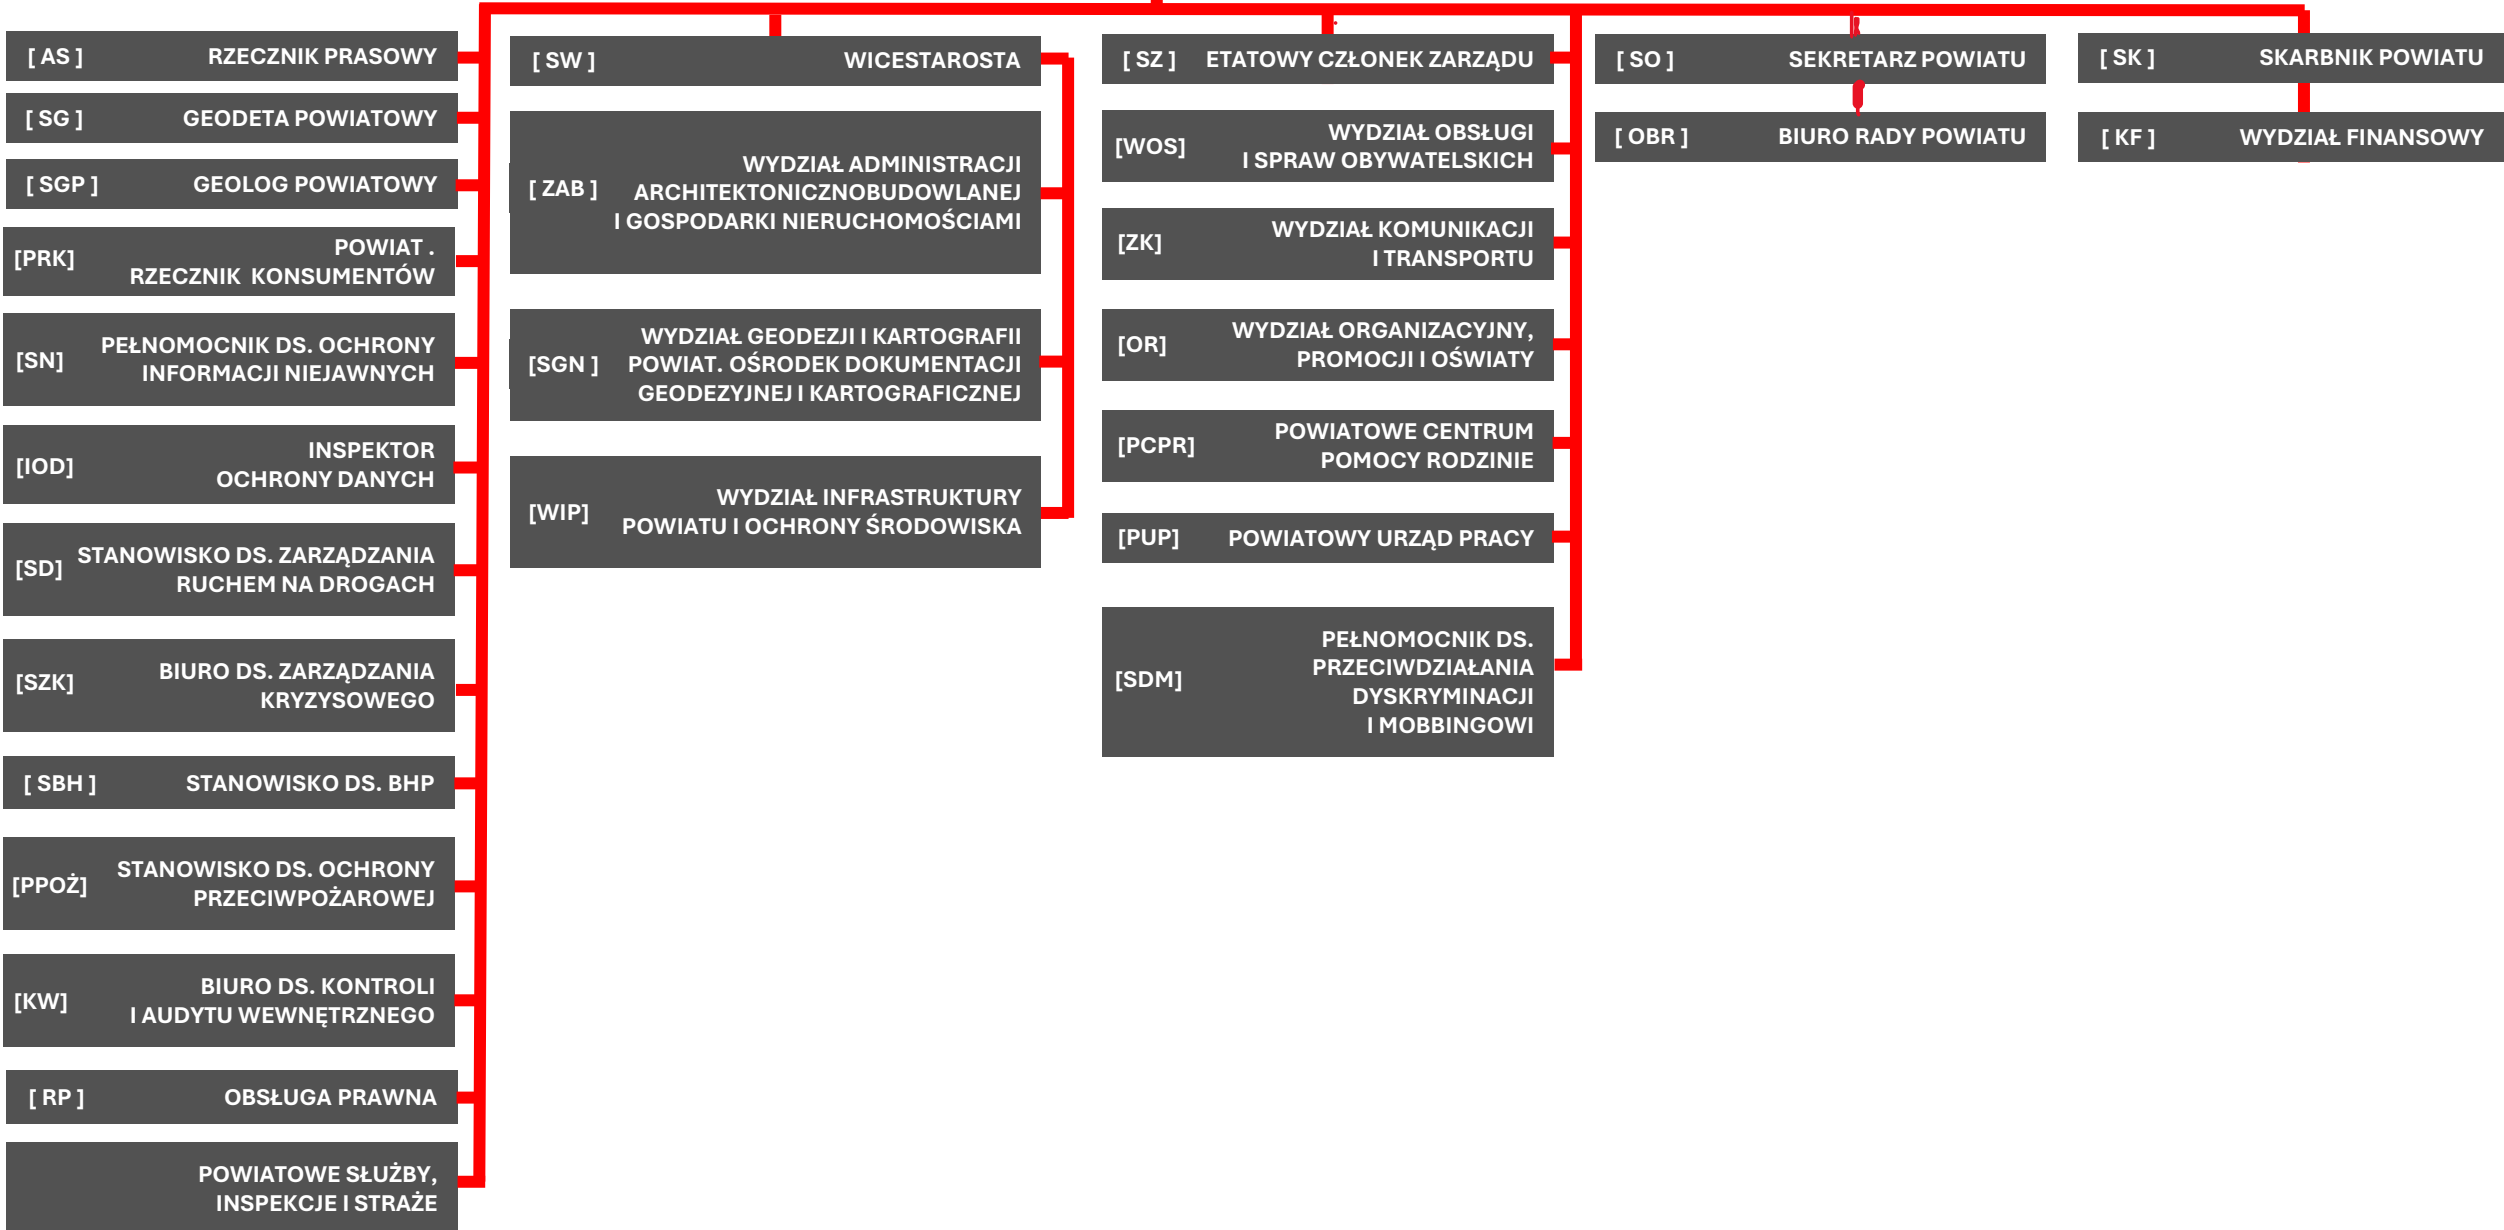 [ AS ] RZECZNIK PRASOWY
[ SG ] GEODETA POWIATOWY
[ SGP ] GEOLOG POWIATOWY
[PRK] POWIAT .
RZECZNIK KONSUMENTÓW
[SN] PEŁNOMOCNIK DS. OCHRONY
INFORMACJI NIEJAWNYCH
[IOD] INSPEKTOR
OCHRONY DANYCH
[SD] STANOWISKO DS. ZARZĄDZANIA
RUCHEM NA DROGACH
[SZK] BIURO DS. ZARZĄDZANIA
KRYZYSOWEGO
[ SBH ] STANOWISKO DS. BHP
[PPOŻ] STANOWISKO DS. OCHRONY
PRZECIWPOŻAROWEJ
[KW] BIURO DS. KONTROLI
I AUDYTU WEWNĘTRZNEGO
[ RP ] OBSŁUGA PRAWNA
POWIATOWE SŁUŻBY,
INSPEKCJE I STRAŻE
[ SW ] WICESTAROSTA
[ ZAB ] WYDZIAŁ ADMINISTRACJI
ARCHITEKTONICZNOBUDOWLANEJ
I GOSPODARKI NIERUCHOMOŚCIAMI
[SGN ] WYDZIAŁ GEODEZJI I KARTOGRAFII
POWIAT. OŚRODEK DOKUMENTACJI
GEODEZYJNEJ I KARTOGRAFICZNEJ
[WIP] WYDZIAŁ INFRASTRUKTURY
POWIATU I OCHRONY ŚRODOWISKA
[ SZ ] ETATOWY CZŁONEK ZARZĄDU
[WOS] WYDZIAŁ OBSŁUGI
I SPRAW OBYWATELSKICH
[ZK] WYDZIAŁ KOMUNIKACJI
I TRANSPORTU
[OR] WYDZIAŁ ORGANIZACYJNY,
PROMOCJI I OŚWIATY
[PCPR] POWIATOWE CENTRUM
POMOCY RODZINIE
[PUP] POWIATOWY URZĄD PRACY
[SDM] PEŁNOMOCNIK DS.
PRZECIWDZIAŁANIA
DYSKRYMINACJI
I MOBBINGOWI
[ SO ] SEKRETARZ POWIATU
[ OBR ] BIURO RADY POWIATU
[ SK ] SKARBNIK POWIATU
[ KF ] WYDZIAŁ FINANSOWY